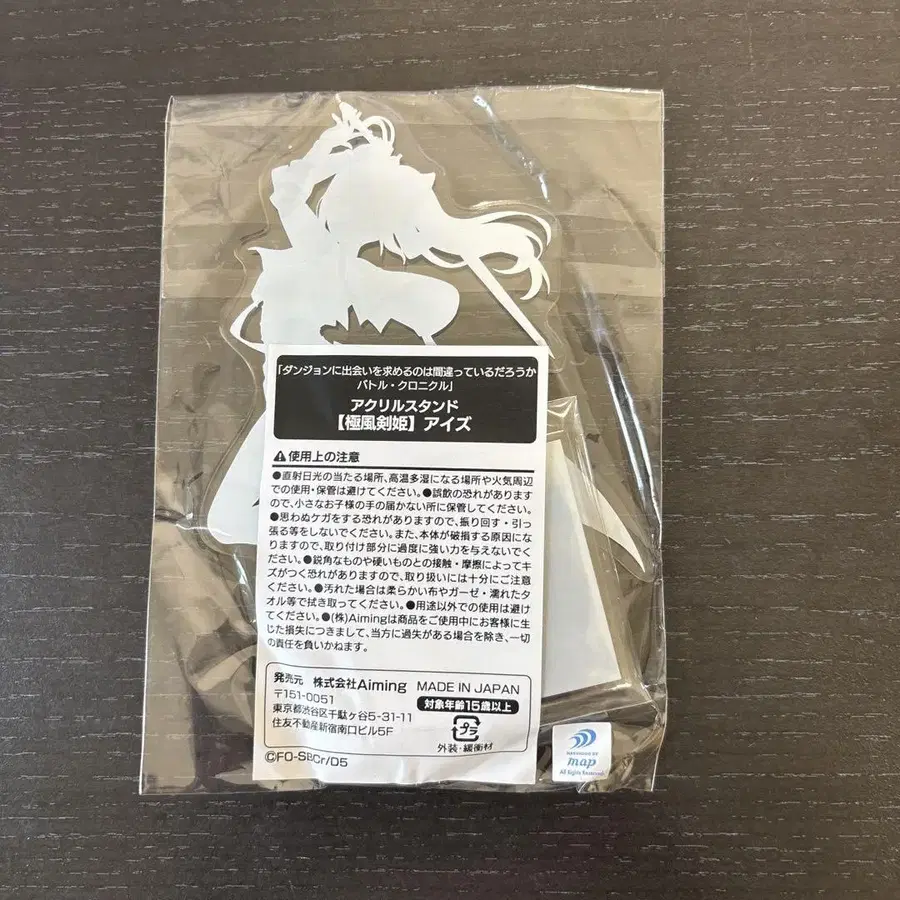 「ダンジョンに出会いを求めるのは間違っているだろうか
バトル・クロニクル」
アクリルスタンド
【極風剣姫】アイズ
使用上の注意
●直射日光の当たる場所、高温多湿になる場所や火気周辺
での使用・保管は避けてください。●誤飲の恐れがあります
ので、小さなお子様の手の届かない所に保管してください。
●思わぬケガをする恐れがありますので、振り回す・引っ
張る等をしないでください。また、本体が破損する原因にな
りますので、取り付け部分に過度に強い力を与えないでく
ださい。●鋭角なものや硬いものとの接触・摩擦によってキ
ズがつく恐れがありますので、取り扱いには十分にご注意
ください。●汚れた場合は柔らかい布やガーゼ・濡れたタ
オル等で拭き取ってください。●用途以外での使用は避け
てください。●(株)Aimingは商品をご使用中にお客様に生
じた損失につきまして、当方に過失がある場合を除き、一切
の責任を負いかねます。
発売元 株式会社Aiming MADE IN JAPAN
〒151-0051
対象年齢15歳以上
東京都渋谷区千駄ヶ谷5-31-11
住友不動産新宿南口ビル5F
プラ
外装・緩衝材
©FO-SBCr/D5
map
All Rights Reserved.